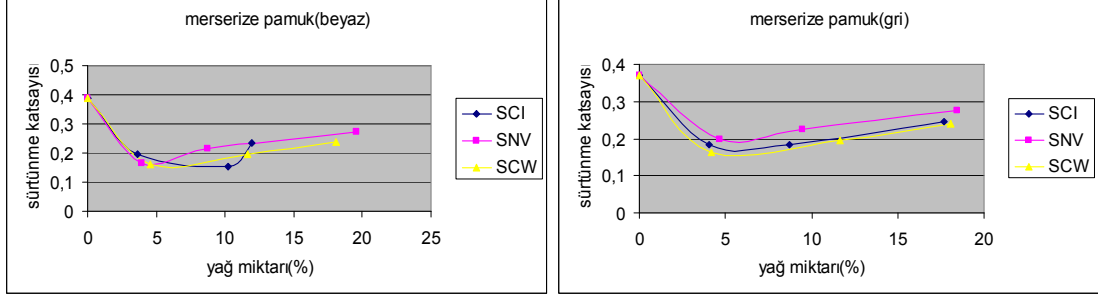 merserize pamuk(beyaz)
sürtünme katsayısı
0,5
0,4
0,3
0,2
0,1
0
0 5 10 15 20 25
yağ miktarı(%)
SCI
SNV
SCW
merserize pamuk(gri)
sürtünme katsayısı
0,4
0,3
0,2
0,1
0
0 5 10 15 20
yağ miktarı(%)
SCI
SNV
SCW